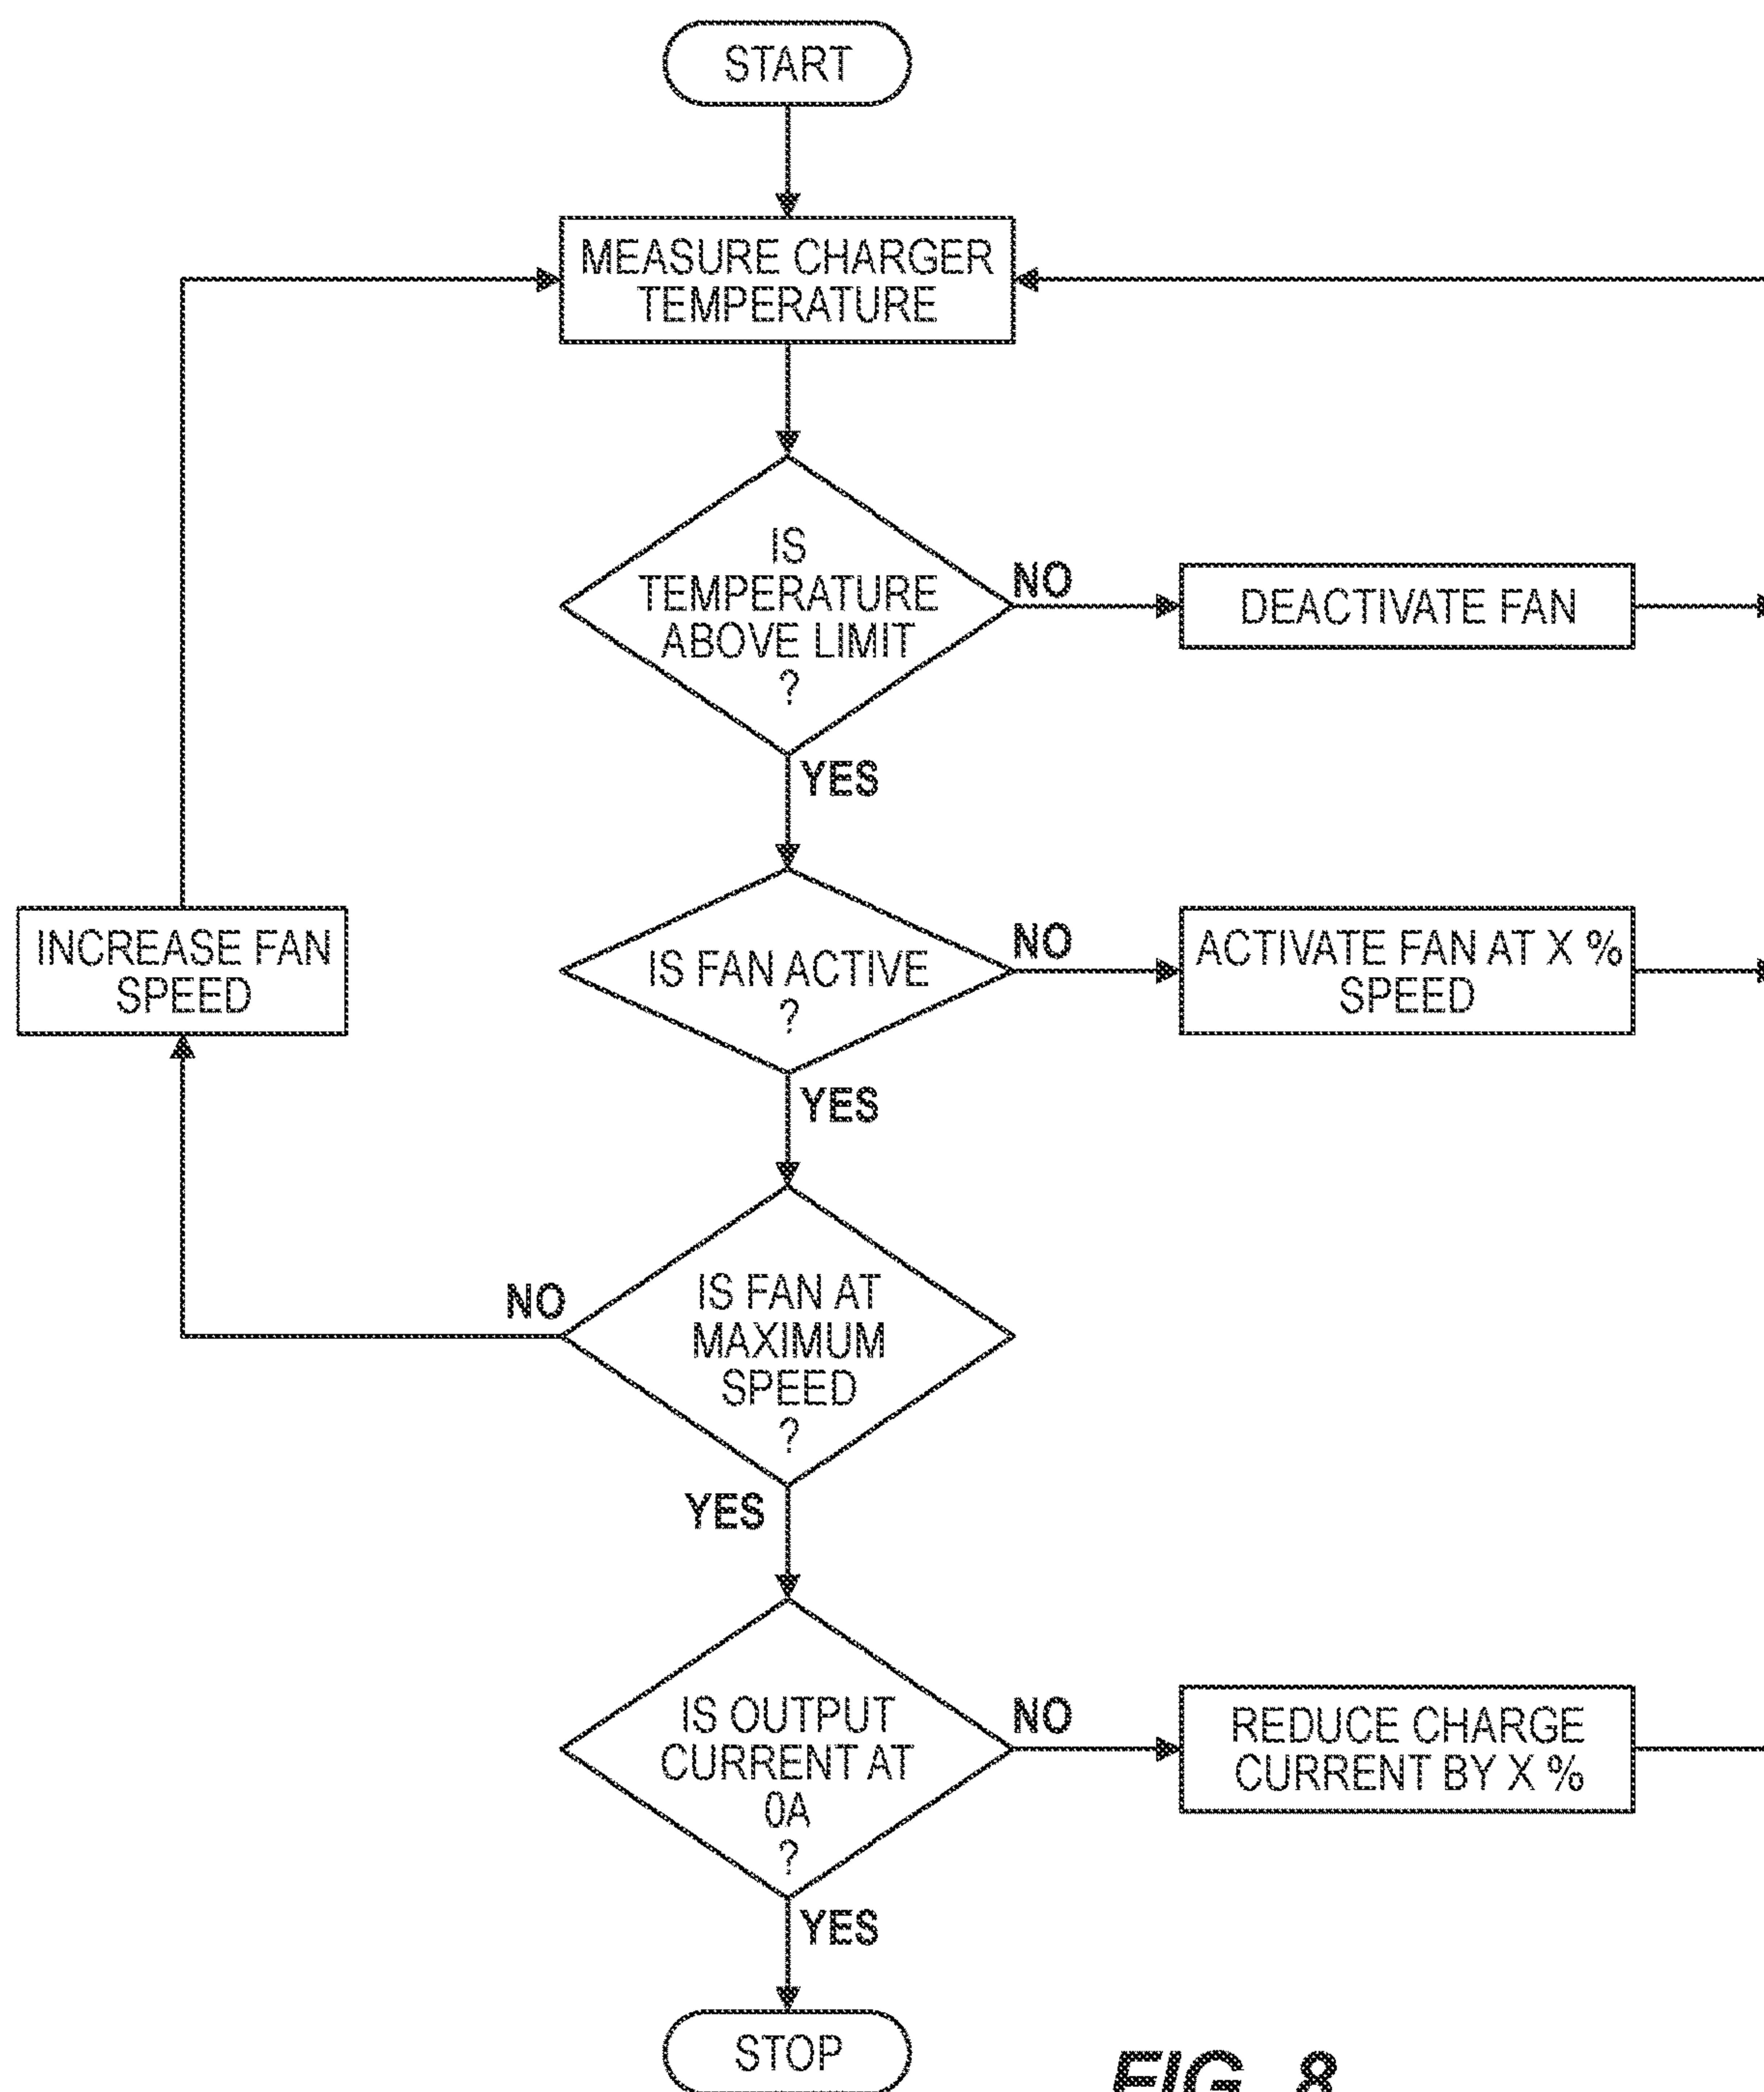 START
MEASURE CHARGER
TEMPERATURE
IS
TEMPERATURE
ABOVE LIMIT
?
NO
DEACTIVATE FAN
YES
INCREASE FAN
SPEED
IS FAN ACTIVE
?
NO
ACTIVATE FAN AT X %
SPEED
YES
IS FAN AT
MAXIMUM
SPEED
?
NO
YES
IS OUTPUT
CURRENT AT
0A
?
NO
REDUCE CHARGE
CURRENT BY X %
YES
STOP
FIG. 8